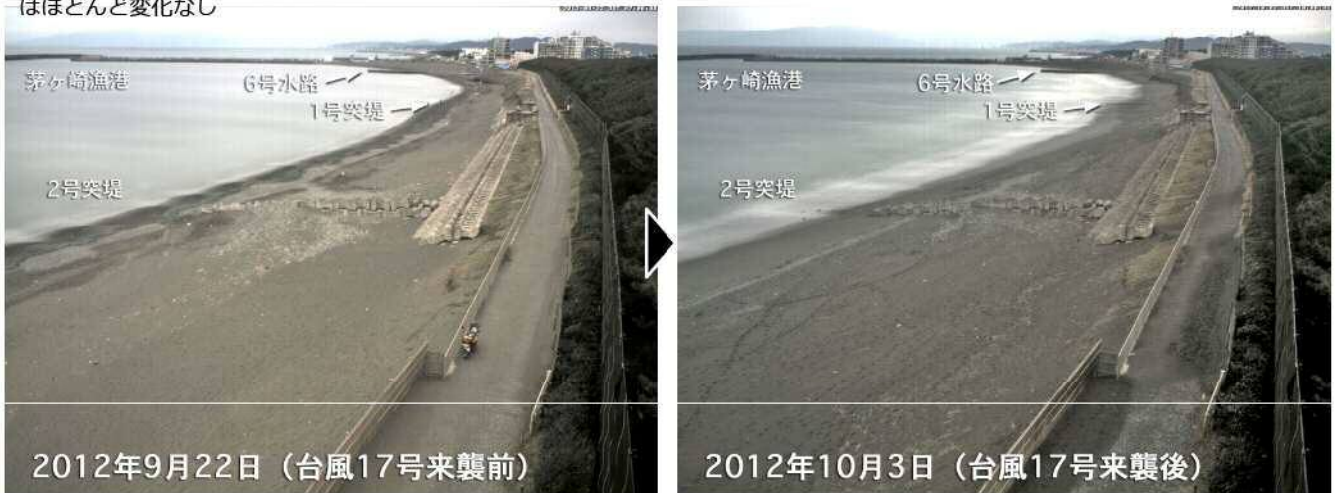 はほとんど変化なし
茅ヶ崎漁港
6号水路
1号突堤
2号突堤
2012年9月22日（台風17号来襲前）
茅ヶ崎漁港
6号水路
1号突堤
2号突堤
2012年10月3日（台風17号来襲後）